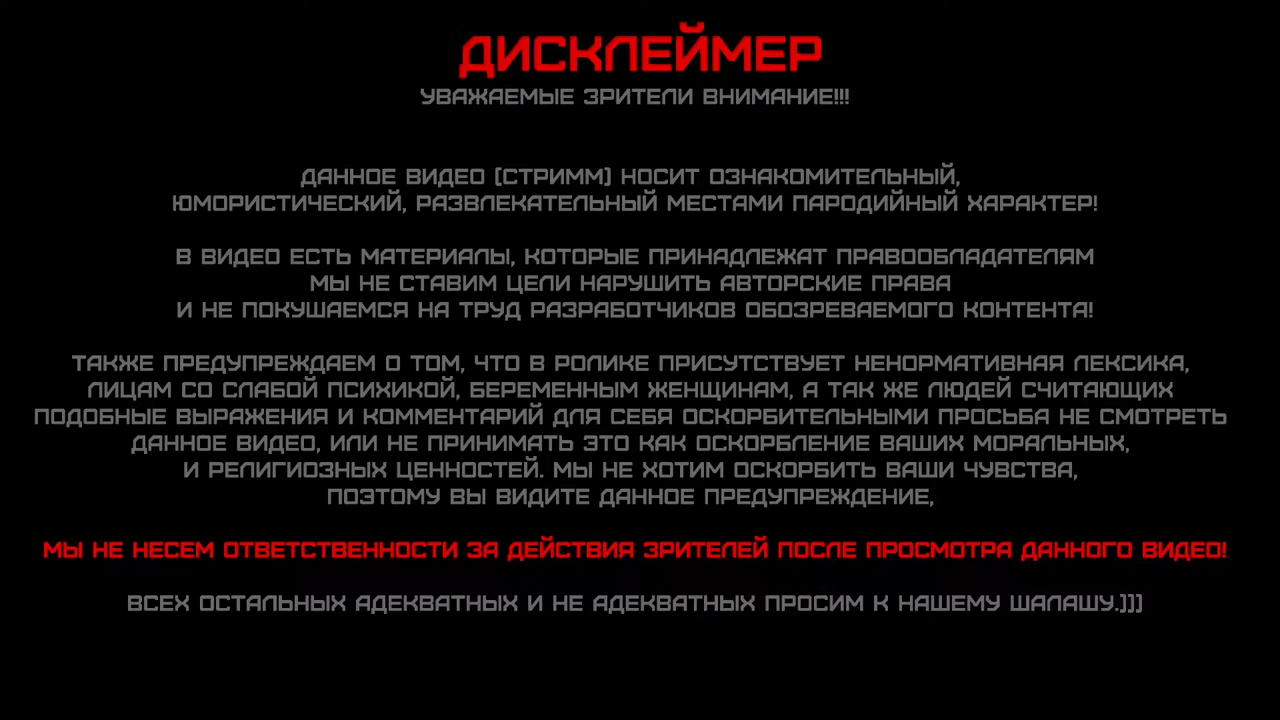 ДИСКЛЕЙМЕР
УВАЖАЕМЫЕ ЗРИТЕЛИ ВНИМАНИЕ!!!
ДАННОЕ ВИДЕО (СТРИММ) НОСИТ ОЗНАКОМИТЕЛЬНЫЙ,
ЮМОРИСТИЧЕСКИЙ, РАЗВЛЕКАТЕЛЬНЫЙ МЕСТАМИ ПАРОДИЙНЫЙ ХАРАКТЕР!
В ВИДЕО ЕСТЬ МАТЕРИАЛЫ, КОТОРЫЕ ПРИНАДЛЕЖАТ ПРАВООБЛАДАТЕЛЯМ
МЫ НЕ СТАВИМ ЦЕЛИ НАРУШИТЬ АВТОРСКИЕ ПРАВА
И НЕ ПОКУШАЕМСЯ НА ТРУД РАЗРАБОТЧИКОВ ОБОЗРЕВАЕМОГО КОНТЕНТА!
ТАКЖЕ ПРЕДУПРЕЖДАЕМ О ТОМ, ЧТО В РОЛИКЕ ПРИСУТСТВУЕТ НЕНОРМАТИВНАЯ ЛЕКСИКА,
ЛИЦАМ СО СЛАБОЙ ПСИХИКОЙ, БЕРЕМЕННЫМ ЖЕНЩИНАМ, А ТАК ЖЕ ЛЮДЕЙ СЧИТАЮЩИХ
ПОДОБНЫЕ ВЫРАЖЕНИЯ И КОММЕНТАРИЙ ДЛЯ СЕБЯ ОСКОРБИТЕЛЬНЫМИ ПРОСЬБА НЕ СМОТРЕТЬ
ДАННОЕ ВИДЕО, ИЛИ НЕ ПРИНИМАТЬ ЭТО КАК ОСКОРБЛЕНИЕ ВАШИХ МОРАЛЬНЫХ,
И РЕЛИГИОЗНЫХ ЦЕННОСТЕЙ. МЫ НЕ ХОТИМ ОСКОРБИТЬ ВАШИ ЧУВСТВА,
ПОЭТОМУ ВЫ ВИДИТЕ ДАННОЕ ПРЕДУПРЕЖДЕНИЕ,
МЫ НЕ НЕСЕМ ОТВЕТСТВЕННОСТИ ЗА ДЕЙСТВИЯ ЗРИТЕЛЕЙ ПОСЛЕ ПРОСМОТРА ДАННОГО ВИДЕО!
ВСЕХ ОСТАЛЬНЫХ АДЕКВАТНЫХ И НЕ АДЕКВАТНЫХ ПРОСИМ К НАШЕМУ ШАЛАШУ.)))